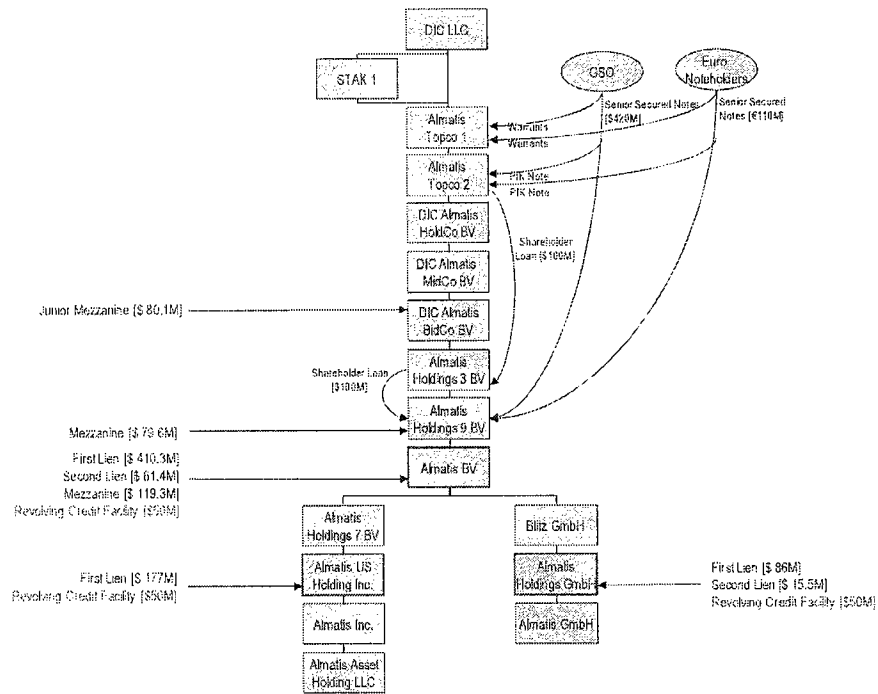 DIC LLC
STAK 1
GSO
Euro
Noteholders
Senior Secured Notes
[$420M]
Senior Secured
Notes [€110M]
Almatis
Topco 1
Warrants
Warrants
Almatis
Topco 2
PIK Note
PIK Note
DIC Almatis
HoldCo BV
Shareholder
Loan [$100M]
DIC Almatis
MidCo BV
Junior Mezzanine [$ 80.1M]
DIC Almatis
BidCo BV
Almatis
Holdings 3 BV
Shareholder Loan
[$100M]
Almatis
Holdings 9 BV
Mezzanine [$ 79.6M]
First Lien [$ 410.3M]
Second Lien [$ 61.4M]
Mezzanine [$ 119.3M]
Revolving Credit Facility [$50M]
Almatis BV
Almatis
Holdings 7 BV
Blitz GmbH
First Lien [$ 177M]
Revolving Credit Facility [$50M]
Almatis US
Holding Inc.
Almatis
Holdings GmbH
First Lien [$ 86M]
Second Lien [$ 15.5M]
Revolving Credit Facility [$50M]
Almatis Inc.
Almatis GmbH
Almatis Asset
Holding LLC